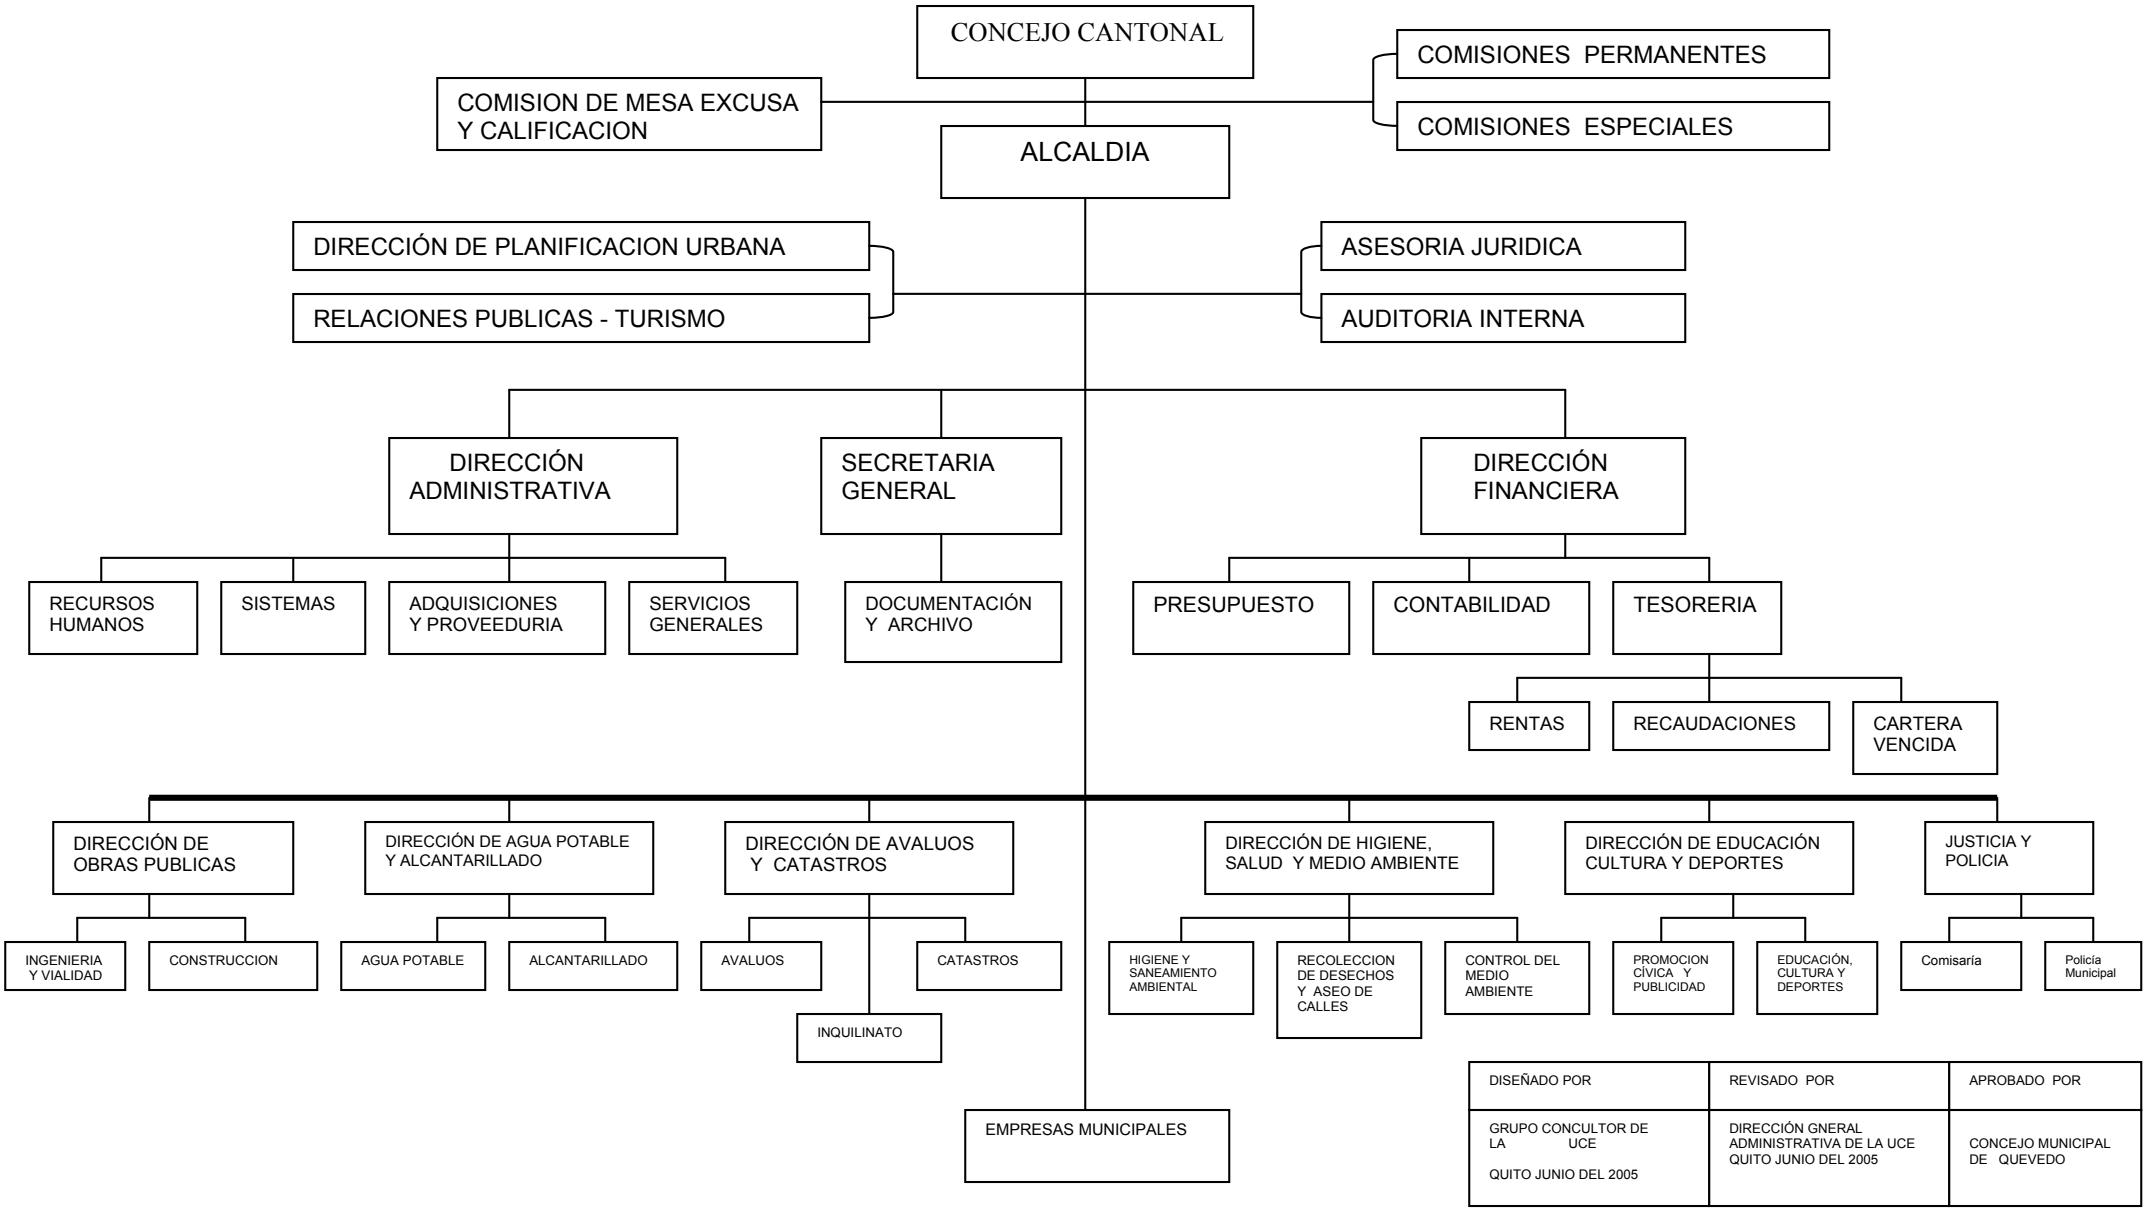 CONCEJO CANTONAL
COMISIONES PERMANENTES
COMISION DE MESA EXCUSA
Y CALIFICACION
COMISIONES ESPECIALES
ALCALDIA
DIRECCIÓN DE PLANIFICACION URBANA
ASESORIA JURIDICA
RELACIONES PUBLICAS - TURISMO
AUDITORIA INTERNA
DIRECCIÓN
ADMINISTRATIVA
SECRETARIA
GENERAL
DIRECCIÓN
FINANCIERA
RECURSOS
HUMANOS
SISTEMAS
ADQUISICIONES
Y PROVEEDURIA
SERVICIOS
GENERALES
DOCUMENTACIÓN
Y ARCHIVO
PRESUPUESTO
CONTABILIDAD
TESORERIA
RENTAS
RECAUDACIONES
CARTERA
VENCIDA
DIRECCIÓN DE
OBRAS PUBLICAS
DIRECCIÓN DE AGUA POTABLE
Y ALCANTARILLADO
DIRECCIÓN DE AVALUOS
Y CATASTROS
DIRECCIÓN DE HIGIENE,
SALUD Y MEDIO AMBIENTE
DIRECCIÓN DE EDUCACIÓN
CULTURA Y DEPORTES
JUSTICIA Y
POLICIA
INGENIERIA
Y VIALIDAD
CONSTRUCCION
AGUA POTABLE
ALCANTARILLADO
AVALUOS
CATASTROS
HIGIENE Y
SANEAMIENTO
AMBIENTAL
RECOLECCION
DE DESECHOS
Y ASEO DE
CALLES
CONTROL DEL
MEDIO
AMBIENTE
PROMOCION
CÍVICA Y
PUBLICIDAD
EDUCACIÓN,
CULTURA Y
DEPORTES
Comisaría
Policía
Municipal
INQUILINATO
EMPRESAS MUNICIPALES
DISEÑADO POR
REVISADO POR
APROBADO POR
GRUPO CONCULTOR DE
LA UCE
QUITO JUNIO DEL 2005
DIRECCIÓN GNERAL
ADMINISTRATIVA DE LA UCE
QUITO JUNIO DEL 2005
CONCEJO MUNICIPAL
DE QUEVEDO